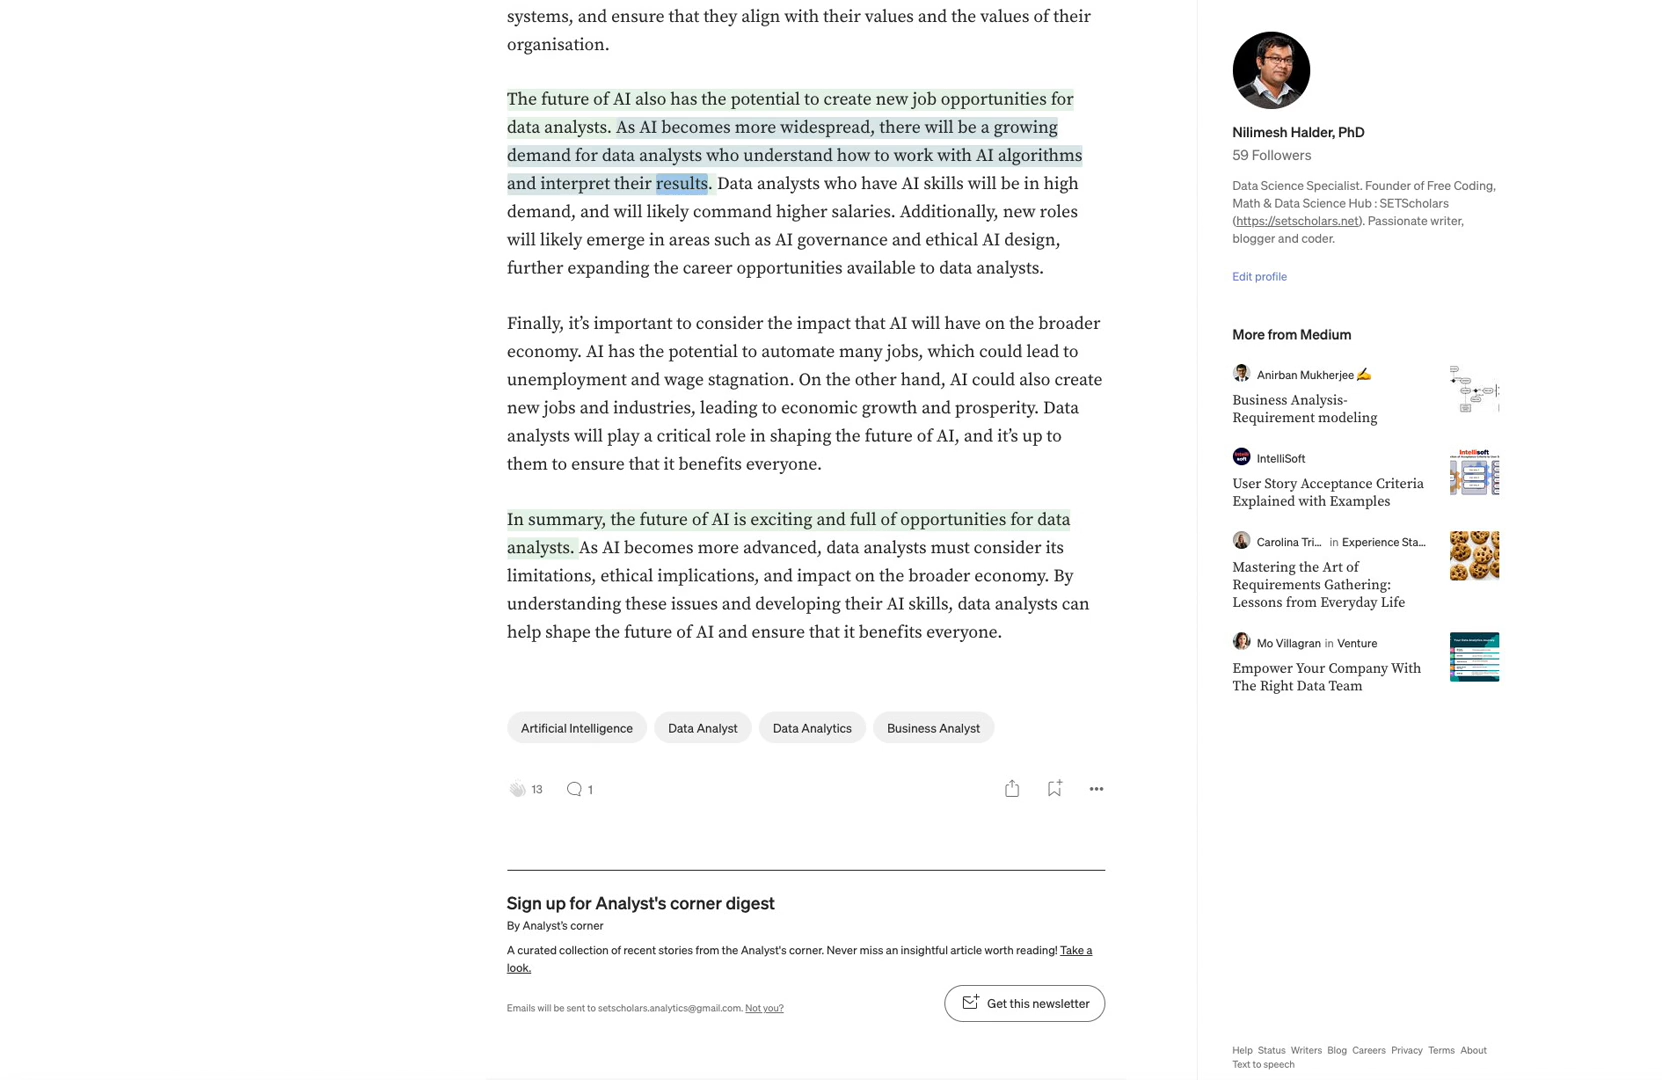 systems, and ensure that they align with their values and the values of their
organisation.
The future of AI also has the potential to create new job opportunities for
data analysts. As AI becomes more widespread, there will be a growing
demand for data analysts who understand how to work with AI algorithms
and interpret their results. Data analysts who have AI skills will be in high
demand, and will likely command higher salaries. Additionally, new roles
will likely emerge in areas such as AI governance and ethical AI design,
further expanding the career opportunities available to data analysts.
Finally, it’s important to consider the impact that AI will have on the broader
economy. AI has the potential to automate many jobs, which could lead to
unemployment and wage stagnation. On the other hand, AI could also create
new jobs and industries, leading to economic growth and prosperity. Data
analysts will play a critical role in shaping the future of AI, and it’s up to
them to ensure that it benefits everyone.
In summary, the future of AI is exciting and full of opportunities for data
analysts. As AI becomes more advanced, data analysts must consider its
limitations, ethical implications, and impact on the broader economy. By
understanding these issues and developing their AI skills, data analysts can
help shape the future of AI and ensure that it benefits everyone.
Artificial Intelligence Data Analyst Data Analytics Business Analyst
13 1
Sign up for Analyst's corner digest
By Analyst’s corner
A curated collection of recent stories from the Analyst's corner. Never miss an insightful article worth reading! Take a
look.
Emails will be sent to setscholars.analytics@gmail.com. Not you?
Get this newsletter
Nilimesh Halder, PhD
59 Followers
Data Science Specialist. Founder of Free Coding,
Math & Data Science Hub : SETScholars
(https://setscholars.net). Passionate writer,
blogger and coder.
Edit profile
More from Medium
Anirban Mukherjee ✍️
Business Analysis-
Requirement modeling
IntelliSoft
User Story Acceptance Criteria
Explained with Examples
Intellisoft
Carolina Tri... in Experience Sta...
Mastering the Art of
Requirements Gathering:
Lessons from Everyday Life
Mo Villagran in Venture
Empower Your Company With
The Right Data Team
Help Status Writers Blog Careers Privacy Terms About
Text to speech